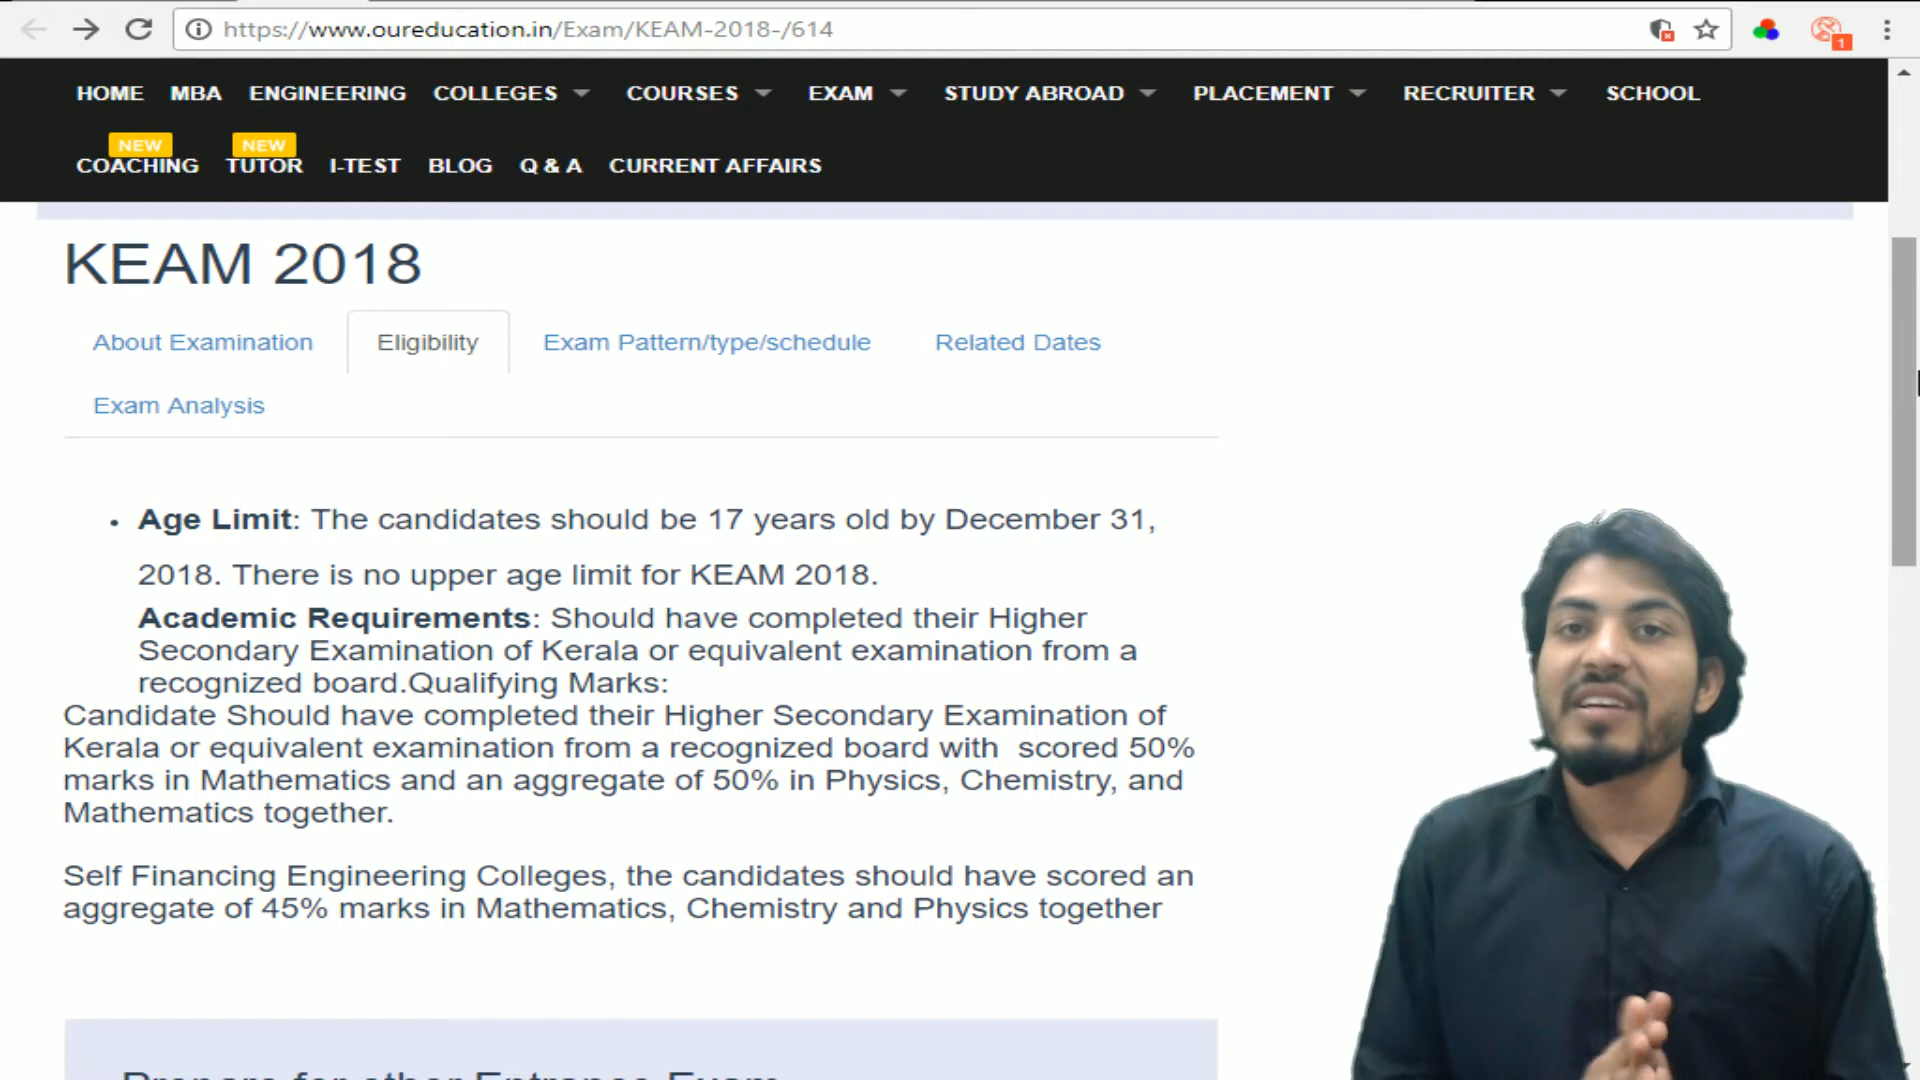 https://www.oureducation.in/Exam/KEAM-2018-/614
1
HOME MBA ENGINEERING COLLEGES COURSES EXAM STUDY ABROAD PLACEMENT RECRUITER SCHOOL
NEW NEW
COACHING TUTOR I-TEST BLOG Q & A CURRENT AFFAIRS
KEAM 2018
About Examination Eligibility Exam Pattern/type/schedule Related Dates
Exam Analysis
• Age Limit: The candidates should be 17 years old by December 31,
2018. There is no upper age limit for KEAM 2018.
Academic Requirements: Should have completed their Higher
Secondary Examination of Kerala or equivalent examination from a
recognized board.Qualifying Marks:
Candidate Should have completed their Higher Secondary Examination of
Kerala or equivalent examination from a recognized board with scored 50%
marks in Mathematics and an aggregate of 50% in Physics, Chemistry, and
Mathematics together.
Self Financing Engineering Colleges, the candidates should have scored an
aggregate of 45% marks in Mathematics, Chemistry and Physics together
Prepare for other Entrance Exam